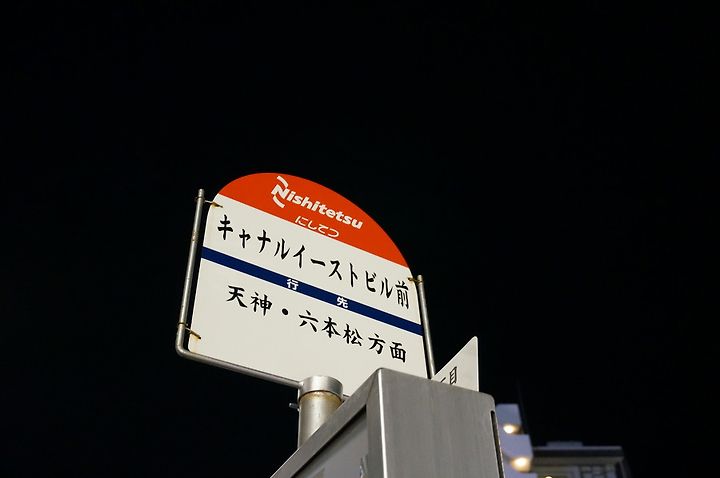 Nishitetsu
にしてつ
キャナルイーストビル前
行先
天神・六本松方面
目